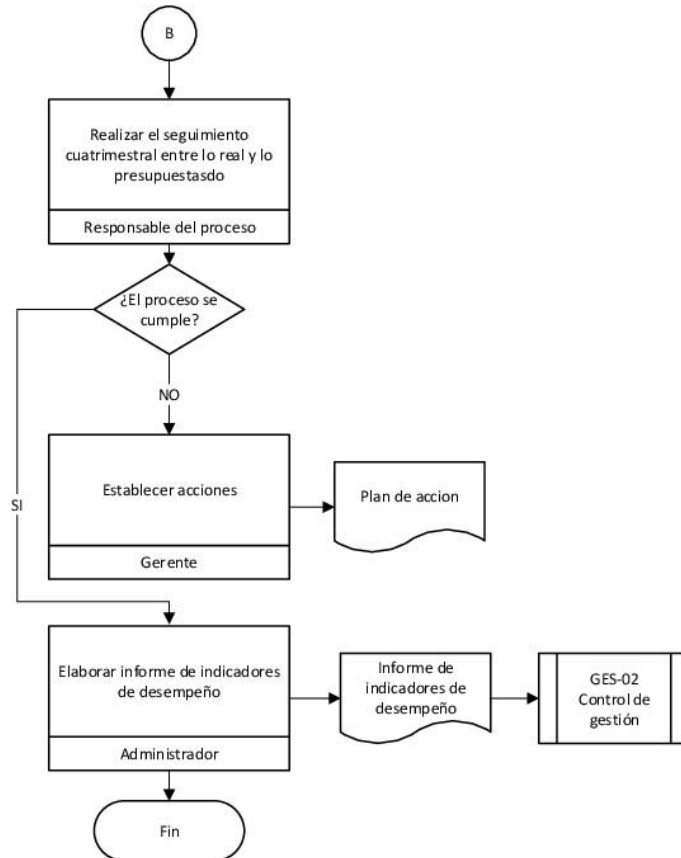 B
Realizar el seguimiento
cuatrimestral entre lo real y lo
presupuestasdo
Responsable del proceso
¿El proceso se
cumple?
NO
SI
Establecer acciones
Gerente
Plan de accion
Elaborar informe de indicadores
de desempeño
Administrador
Informe de
indicadores de
desempeño
GES-02
Control de
gestión
Fin